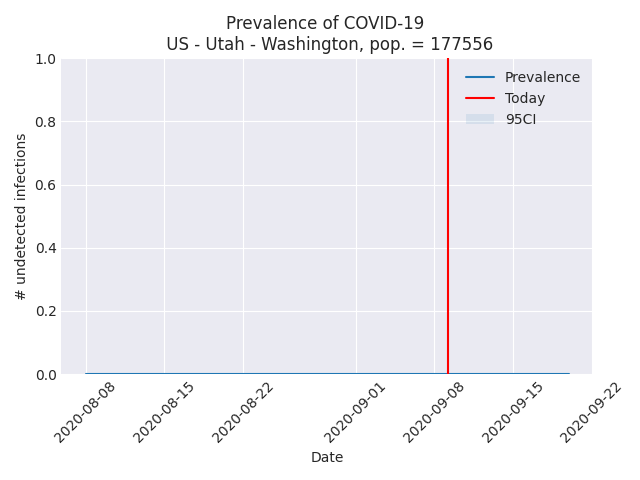 Prevalence of COVID-19
US - Utah - Washington, pop. = 177556
Prevalence
Today
95CI
1.0
0.8
0.6
0.4
0.2
0.0
# undetected infections
2020-08-08
2020-08-15
2020-08-22
2020-09-01
2020-09-08
2020-09-15
2020-09-22
Date